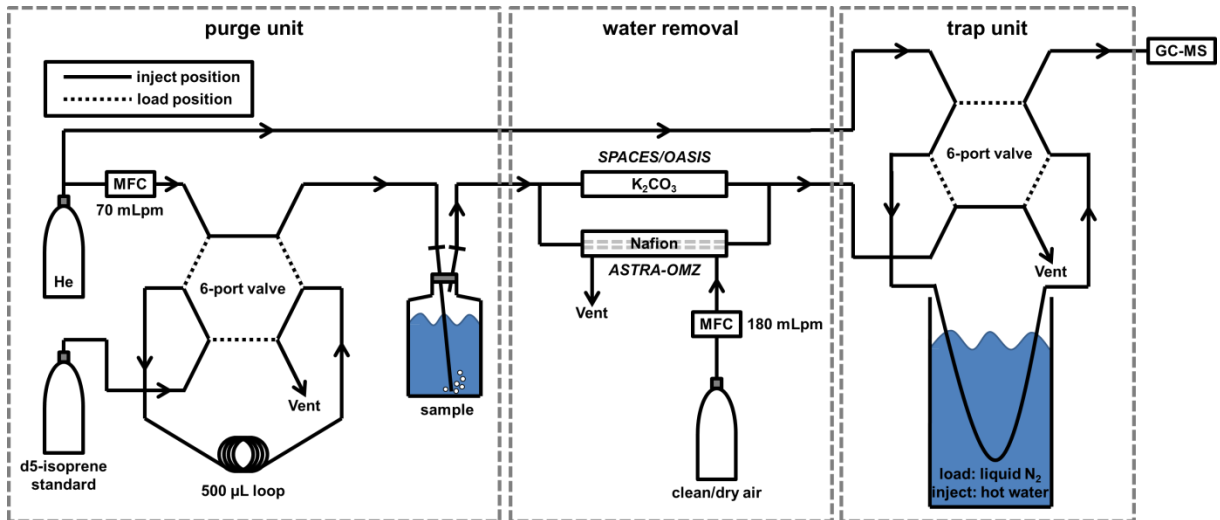 purge unit
inject position
load position
MFC
70 mLpm
He
6-port valve
d5-isoprene
standard
Vent
500 µL loop
sample
water removal
SPACES/OASIS
K₂CO₃
Nafion
ASTRA-OMZ
Vent
MFC
180 mLpm
clean/dry air
trap unit
GC-MS
6-port valve
Vent
load: liquid N₂
inject: hot water